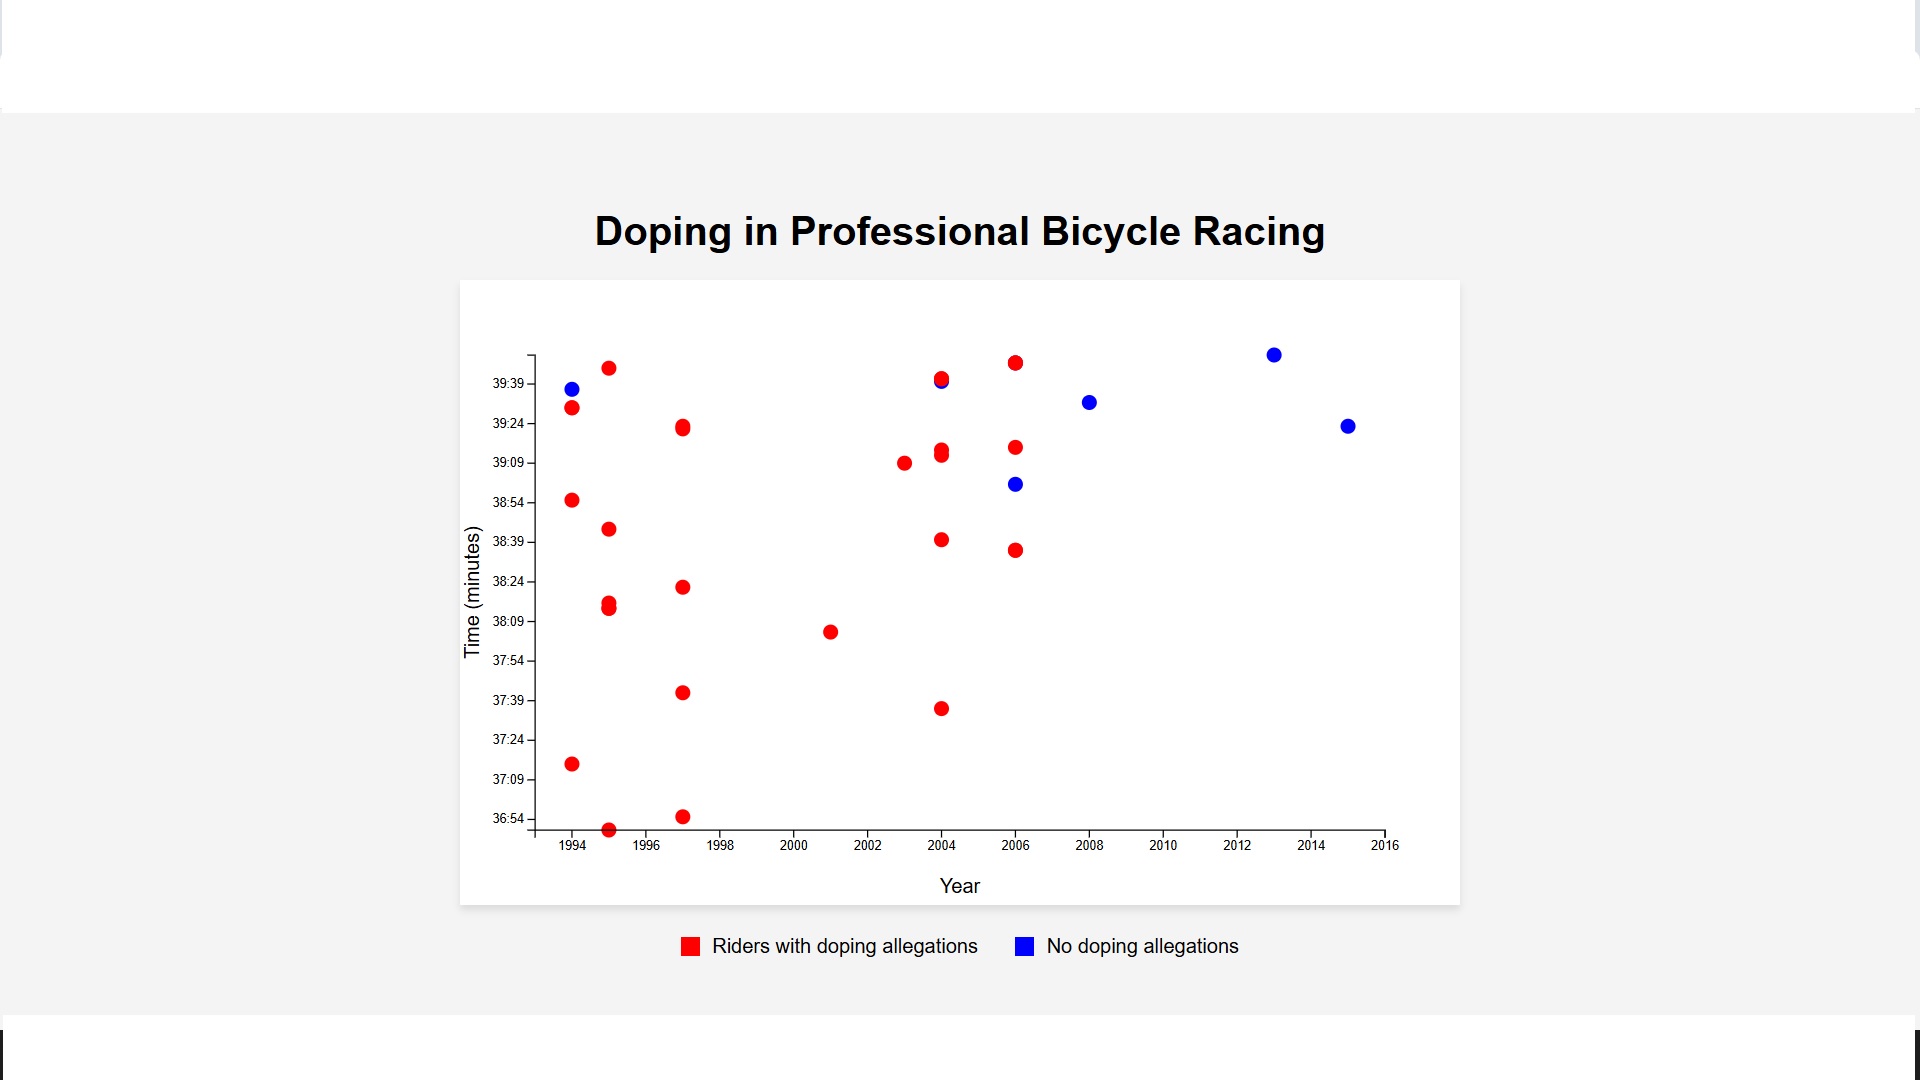 Doping in Professional Bicycle Racing
39:39
39:24
39:09
38:54
38:39
38:24
38:09
37:54
37:39
37:24
37:09
36:54
Time (minutes)
1994 1996 1998 2000 2002 2004 2006 2008 2010 2012 2014 2016
Year
Riders with doping allegations No doping allegations